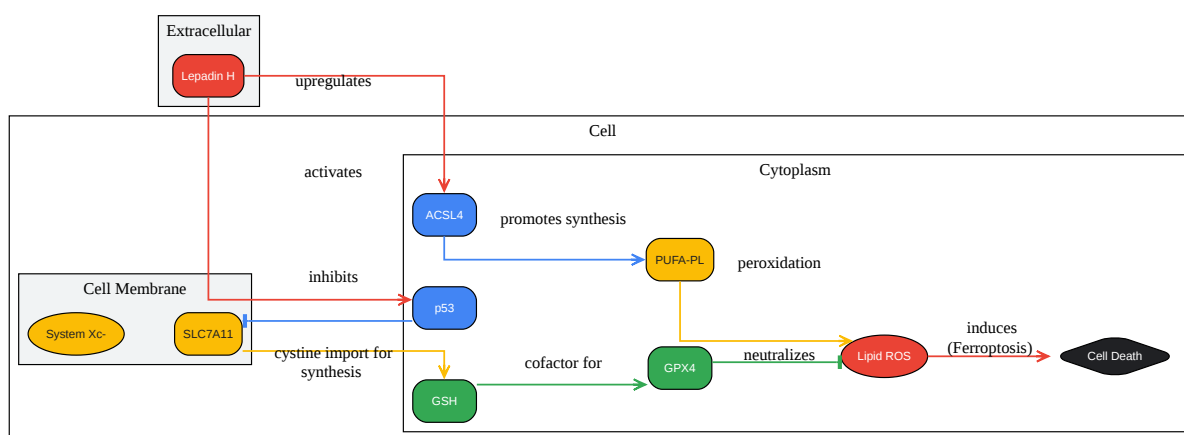 Extracellular
Lepadin H
upregulates
Cell
Cytoplasm
activates
ACSL4
promotes synthesis
PUFA-PL
peroxidation
inhibits
Cell Membrane
p53
System Xc-
SLC7A11
cystine import for
synthesis
cofactor for
GSH
GPX4
neutralizes
Lipid ROS
induces
(Ferroptosis)
Cell Death